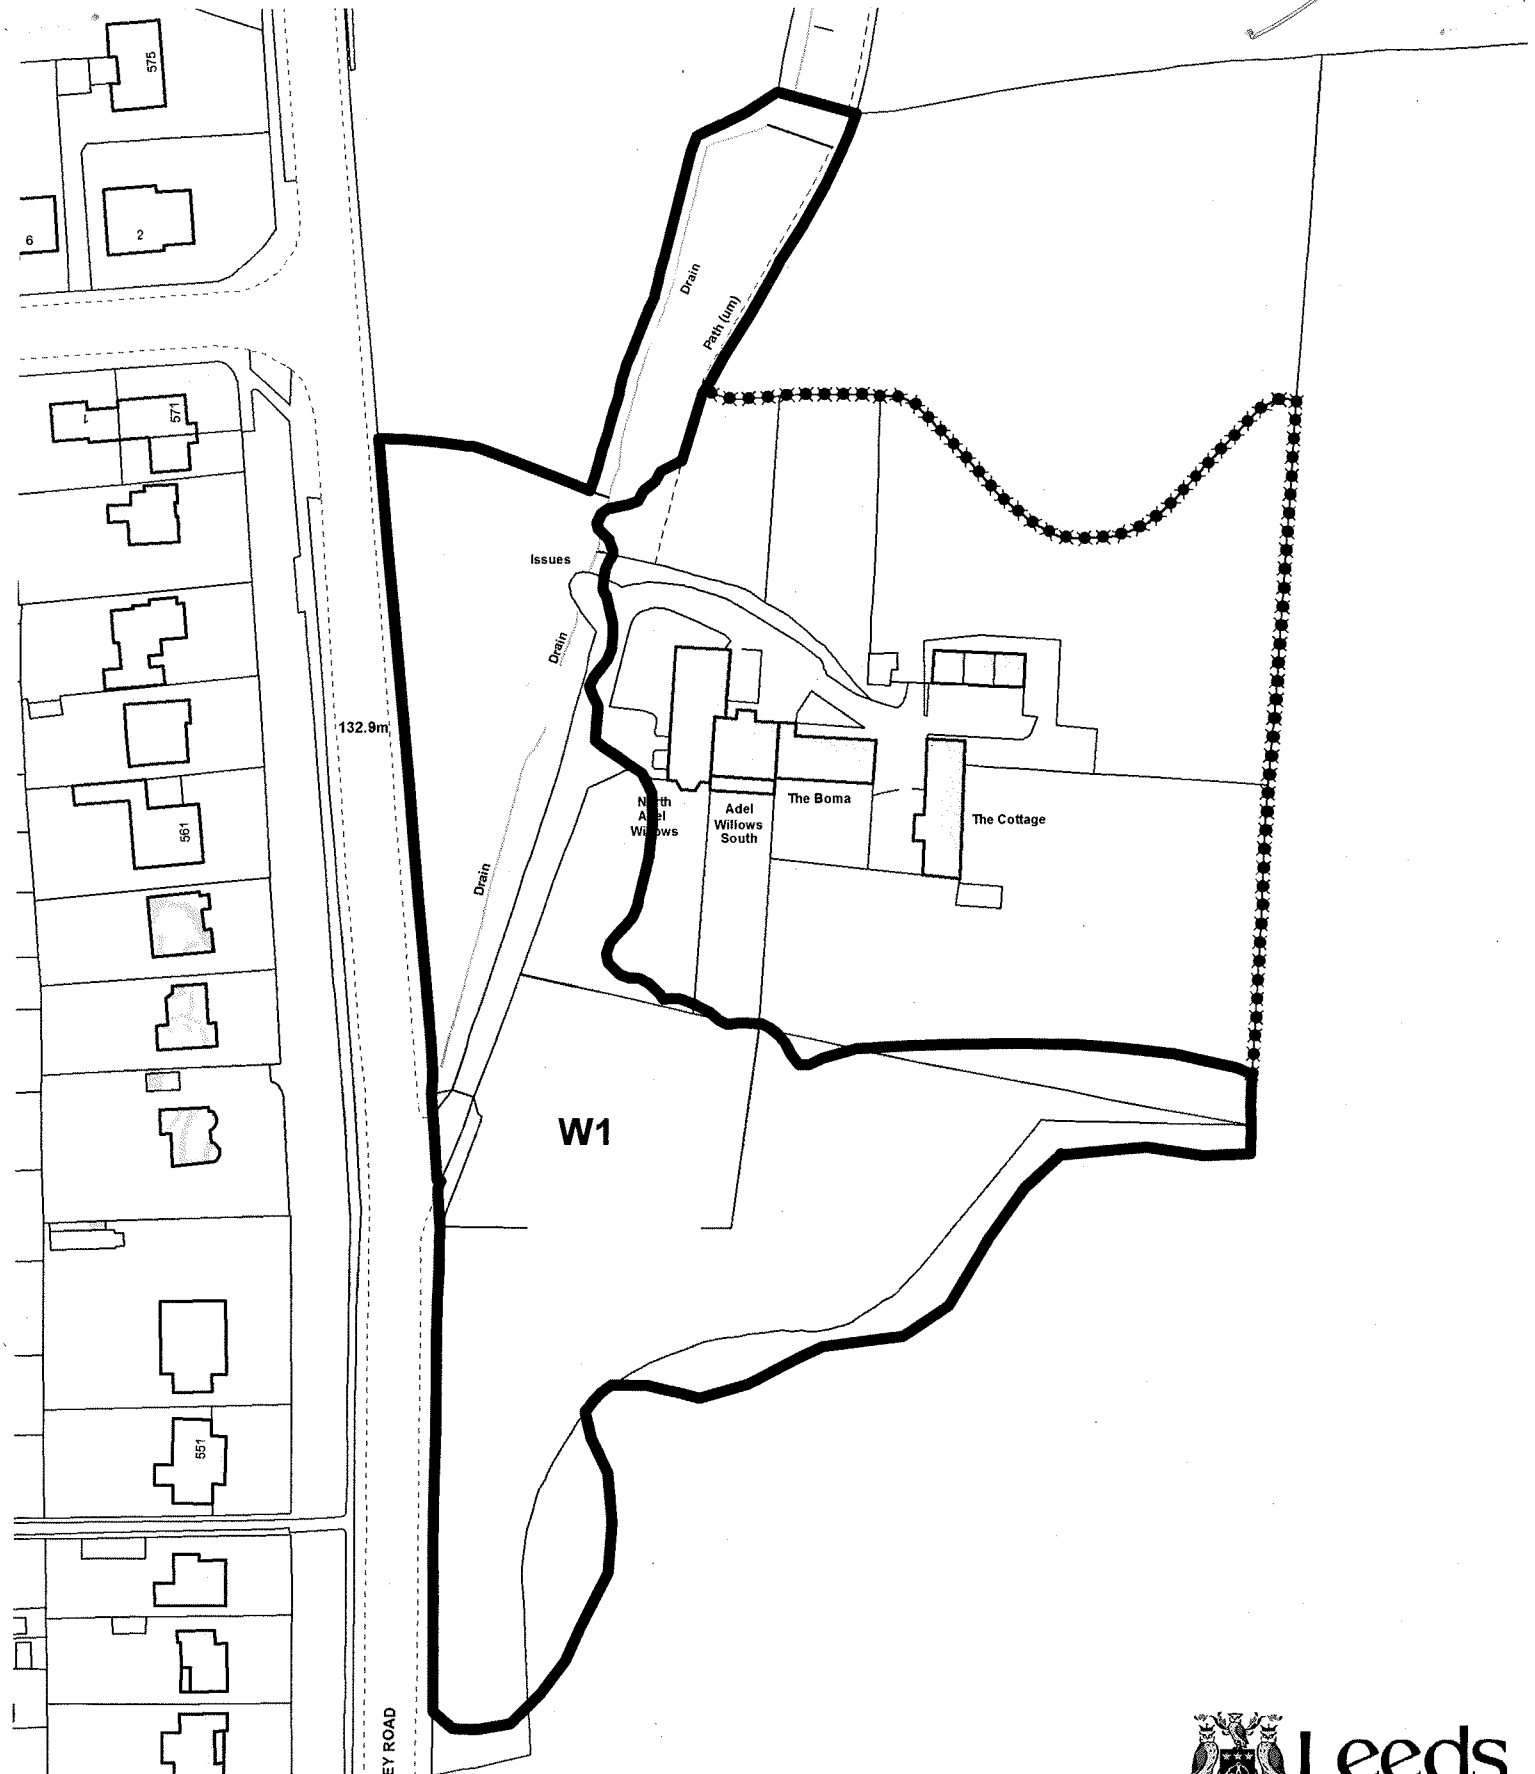 575
6
2
Drain
Path (um)
571
Issues
Drain
132.9m
561
North
Adel
Willows
Adel
Willows
South
The Boma
The Cottage
Drain
W1
551
EY ROAD
Leeds